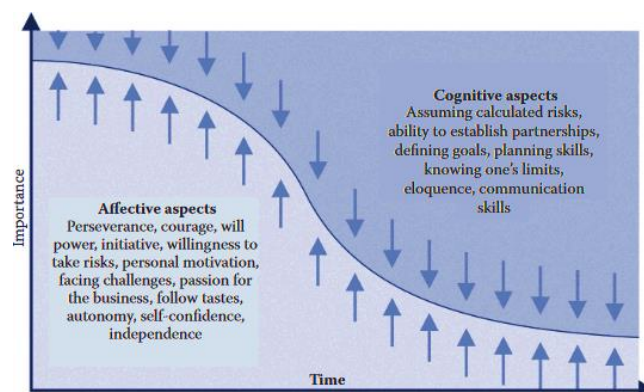 Cognitive aspects
Assuming calculated risks,
ability to establish partnerships,
defining goals, planning skills,
knowing one's limits,
eloquence, communication
skills
Importance
Affective aspects
Perseverance, courage, will
power, initiative, willingness to
take risks, personal motivation,
facing challenges, passion for
the business, follow tastes,
autonomy, self-confidence,
independence
Time